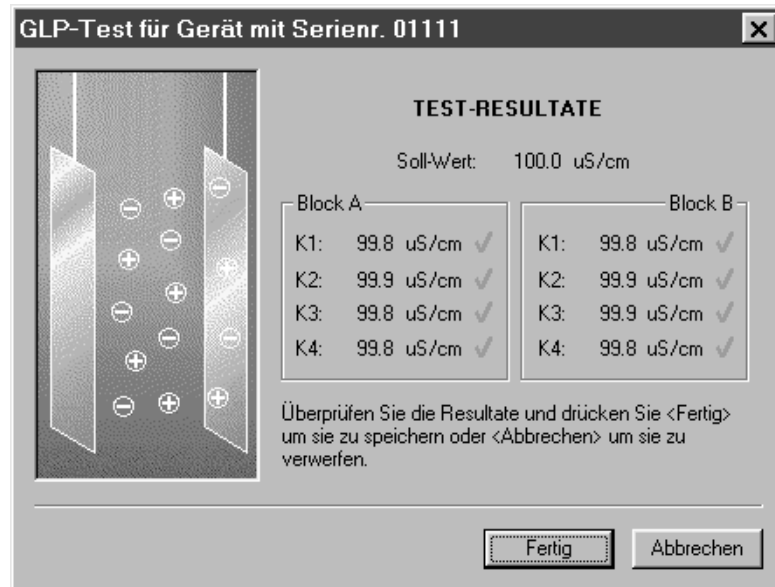 GLP-Test für Gerät mit Serienr. 01111
TEST-RESULTATE
Soll-Wert: 100.0 uS/cm
Block A
K1: 99.8 uS/cm
K2: 99.9 uS/cm
K3: 99.8 uS/cm
K4: 99.8 uS/cm
Block B
K1: 99.8 uS/cm
K2: 99.9 uS/cm
K3: 99.9 uS/cm
K4: 99.8 uS/cm
Überprüfen Sie die Resultate und drücken Sie <Fertig>
um sie zu speichern oder <Abbrechen> um sie zu
verwerfen.
Fertig
Abbrechen